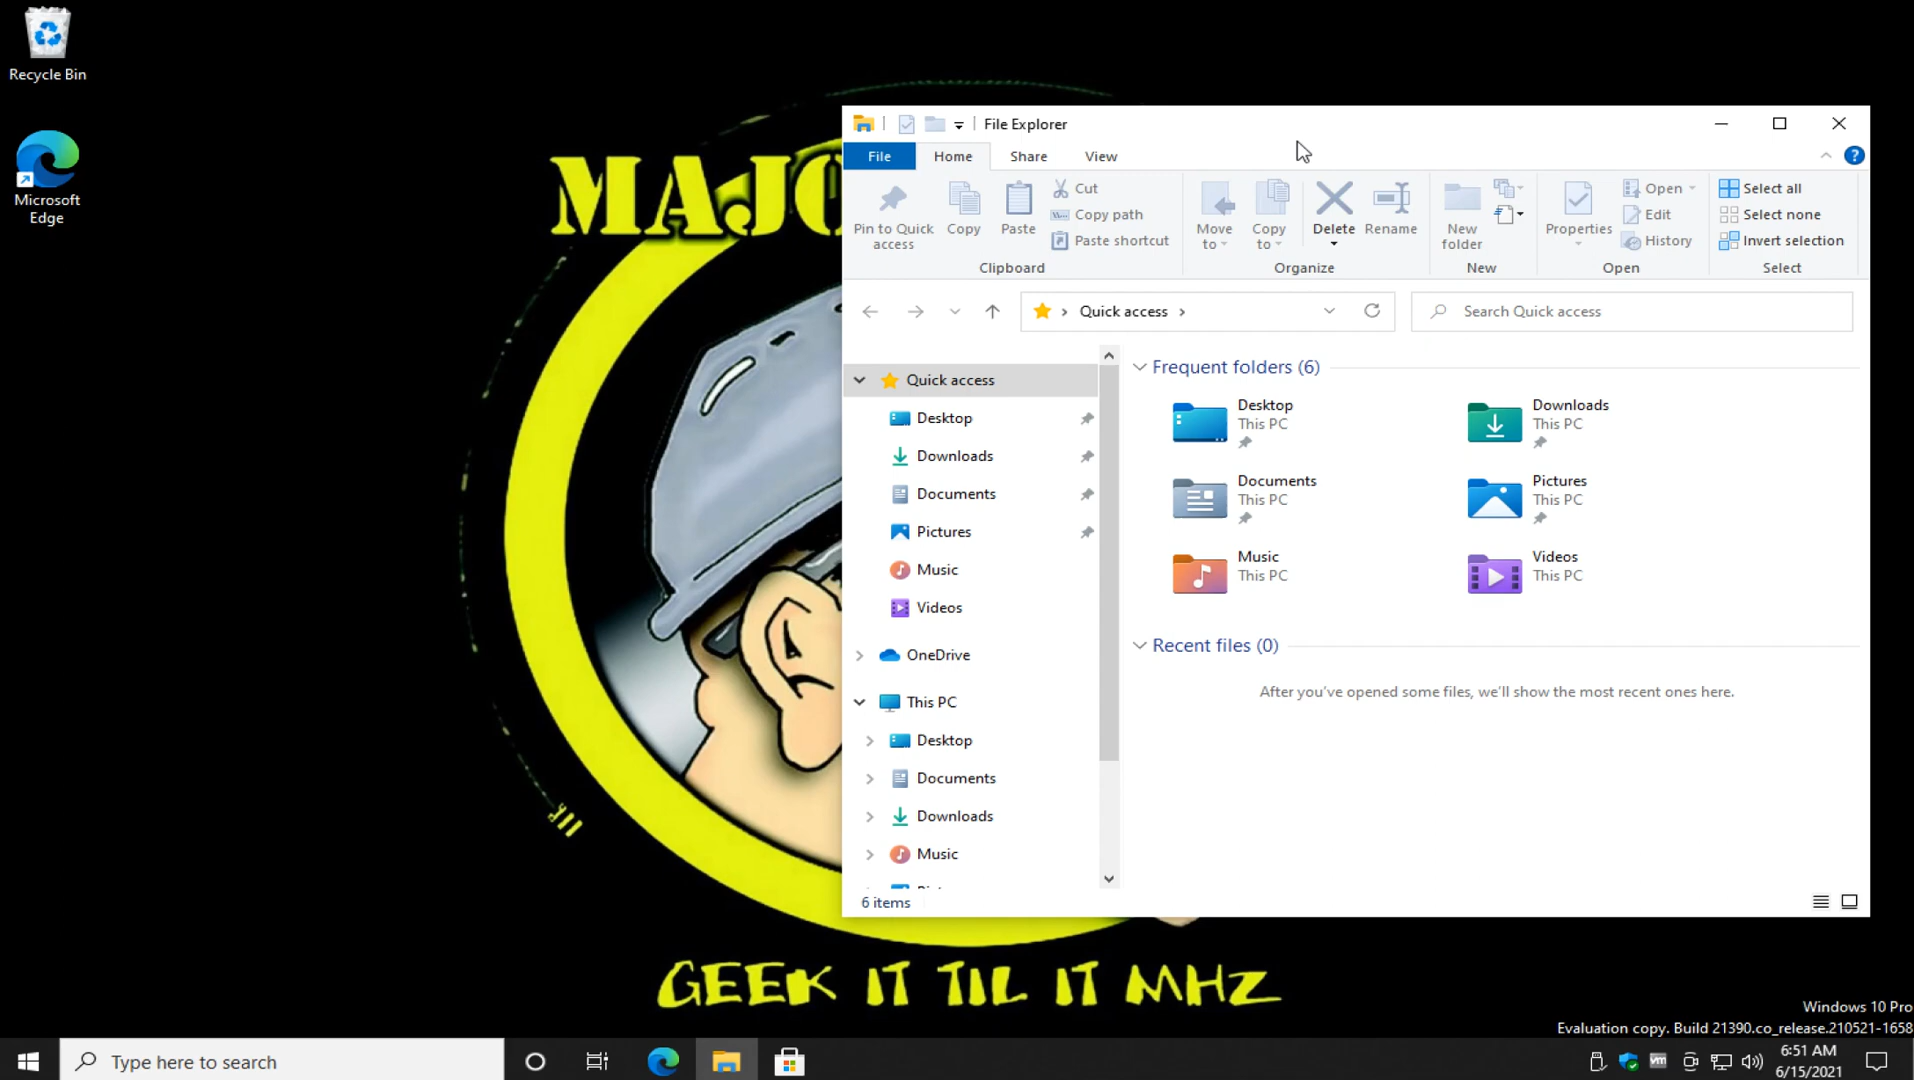 Recycle Bin
Microsoft
Edge
MAJO
File Explorer
File
Home
Share
View
Pin to Quick
access
Copy
Paste
Cut
Copy path
Paste shortcut
Clipboard
Move
to
Copy
to
Delete
Rename
Organize
New
folder
New
Properties
Open
Edit
History
Open
Select all
Select none
Invert selection
Select
Quick access
Search Quick access
Quick access
Desktop
Downloads
Documents
Pictures
Music
Videos
OneDrive
This PC
Desktop
Documents
Downloads
Music
Frequent folders (6)
Desktop
This PC
Downloads
This PC
Documents
This PC
Pictures
This PC
Music
This PC
Videos
This PC
Recent files (0)
After you've opened some files, we'll show the most recent ones here.
6 items
GEEK IT TIL IT MHZ
Windows 10 Pro
Evaluation copy. Build 21390.co_release.210521-1658
Type here to search
vm
6:51 AM
6/15/2021